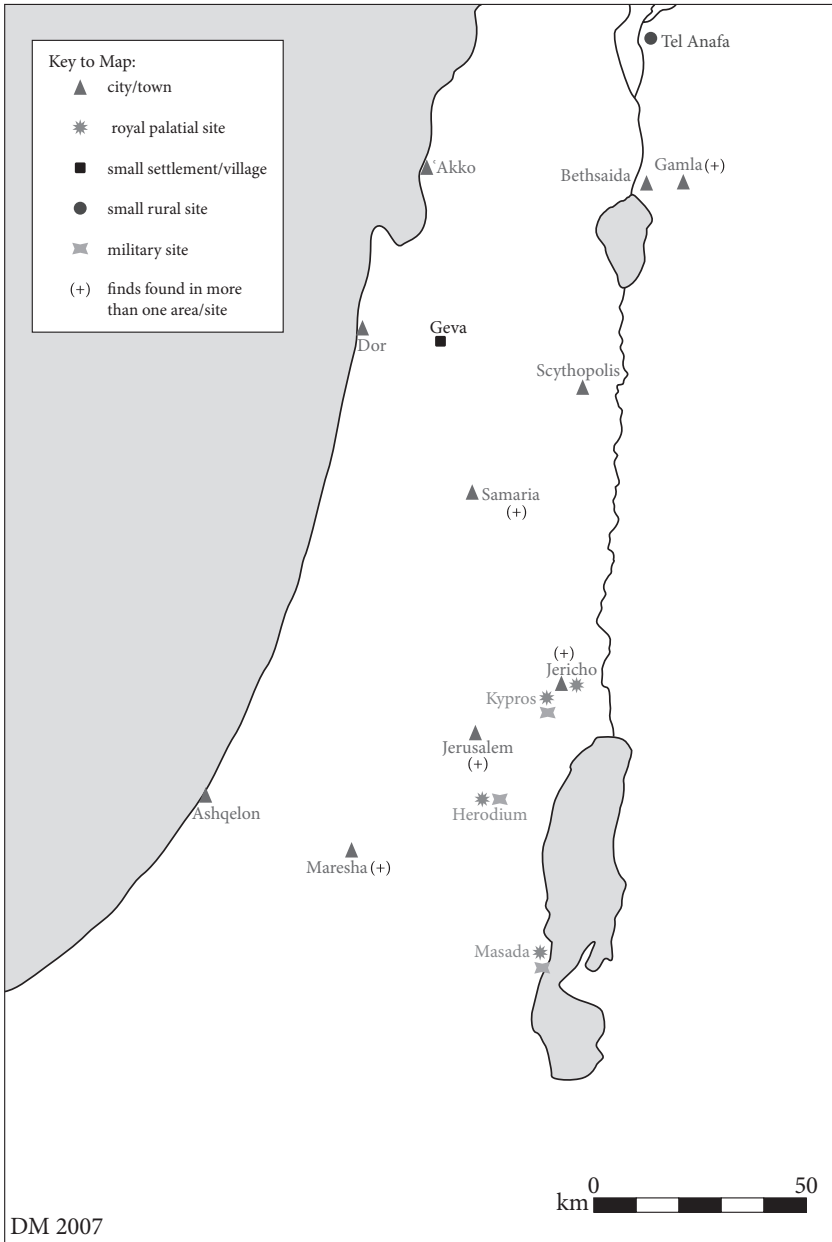 Tel Anafa
Key to Map:
city/town
royal palatial site
small settlement/village
small rural site
military site
(+) finds found in more
than one area/site
ʿAkko
Bethsaida
Gamla (+)
Dor
Geva
Scythopolis
Samaria
(+)
(+)
Jericho
Kypros
Jerusalem
(+)
Ashqelon
Herodium
Maresha (+)
Masada
0 50
km
DM 2007